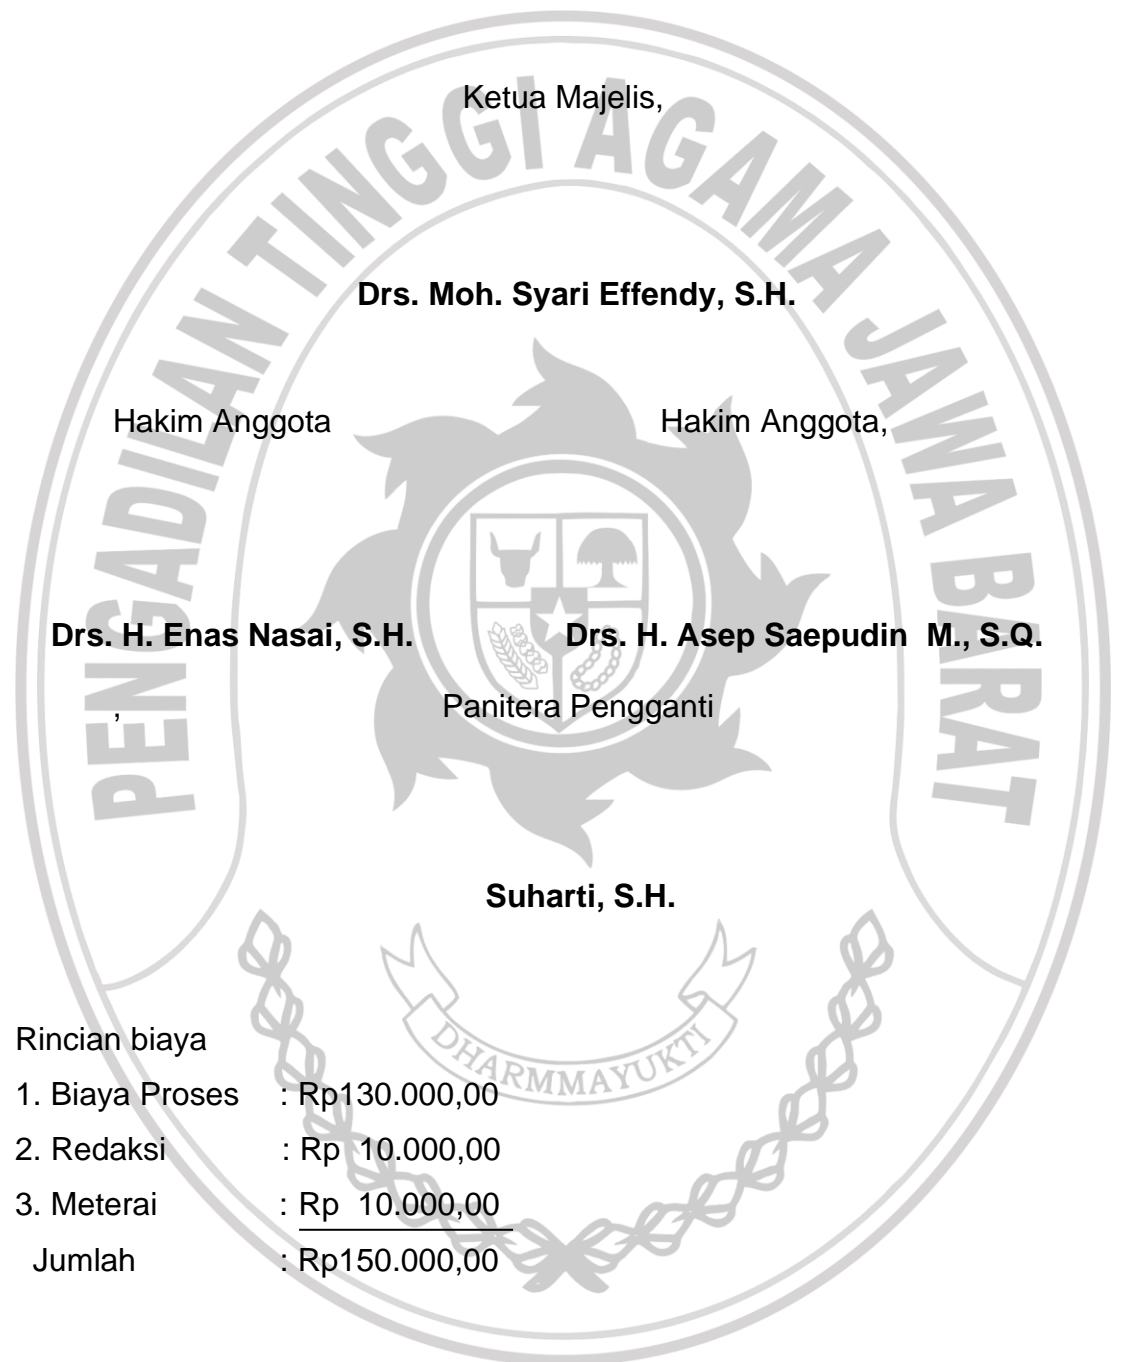 PENGADILAN TINGGI AGAMA JAWA BARAT
Ketua Majelis,
Drs. Moh. Syari Effendy, S.H.
Hakim Anggota Hakim Anggota,
Drs. H. Enas Nasai, S.H. Drs. H. Asep Saepudin M., S.Q.
, Panitera Pengganti
Suharti, S.H.
DHARMMAYUKTI
Rincian biaya
1. Biaya Proses : Rp130.000,00
2. Redaksi : Rp 10.000,00
3. Meterai : Rp 10.000,00
Jumlah : Rp150.000,00